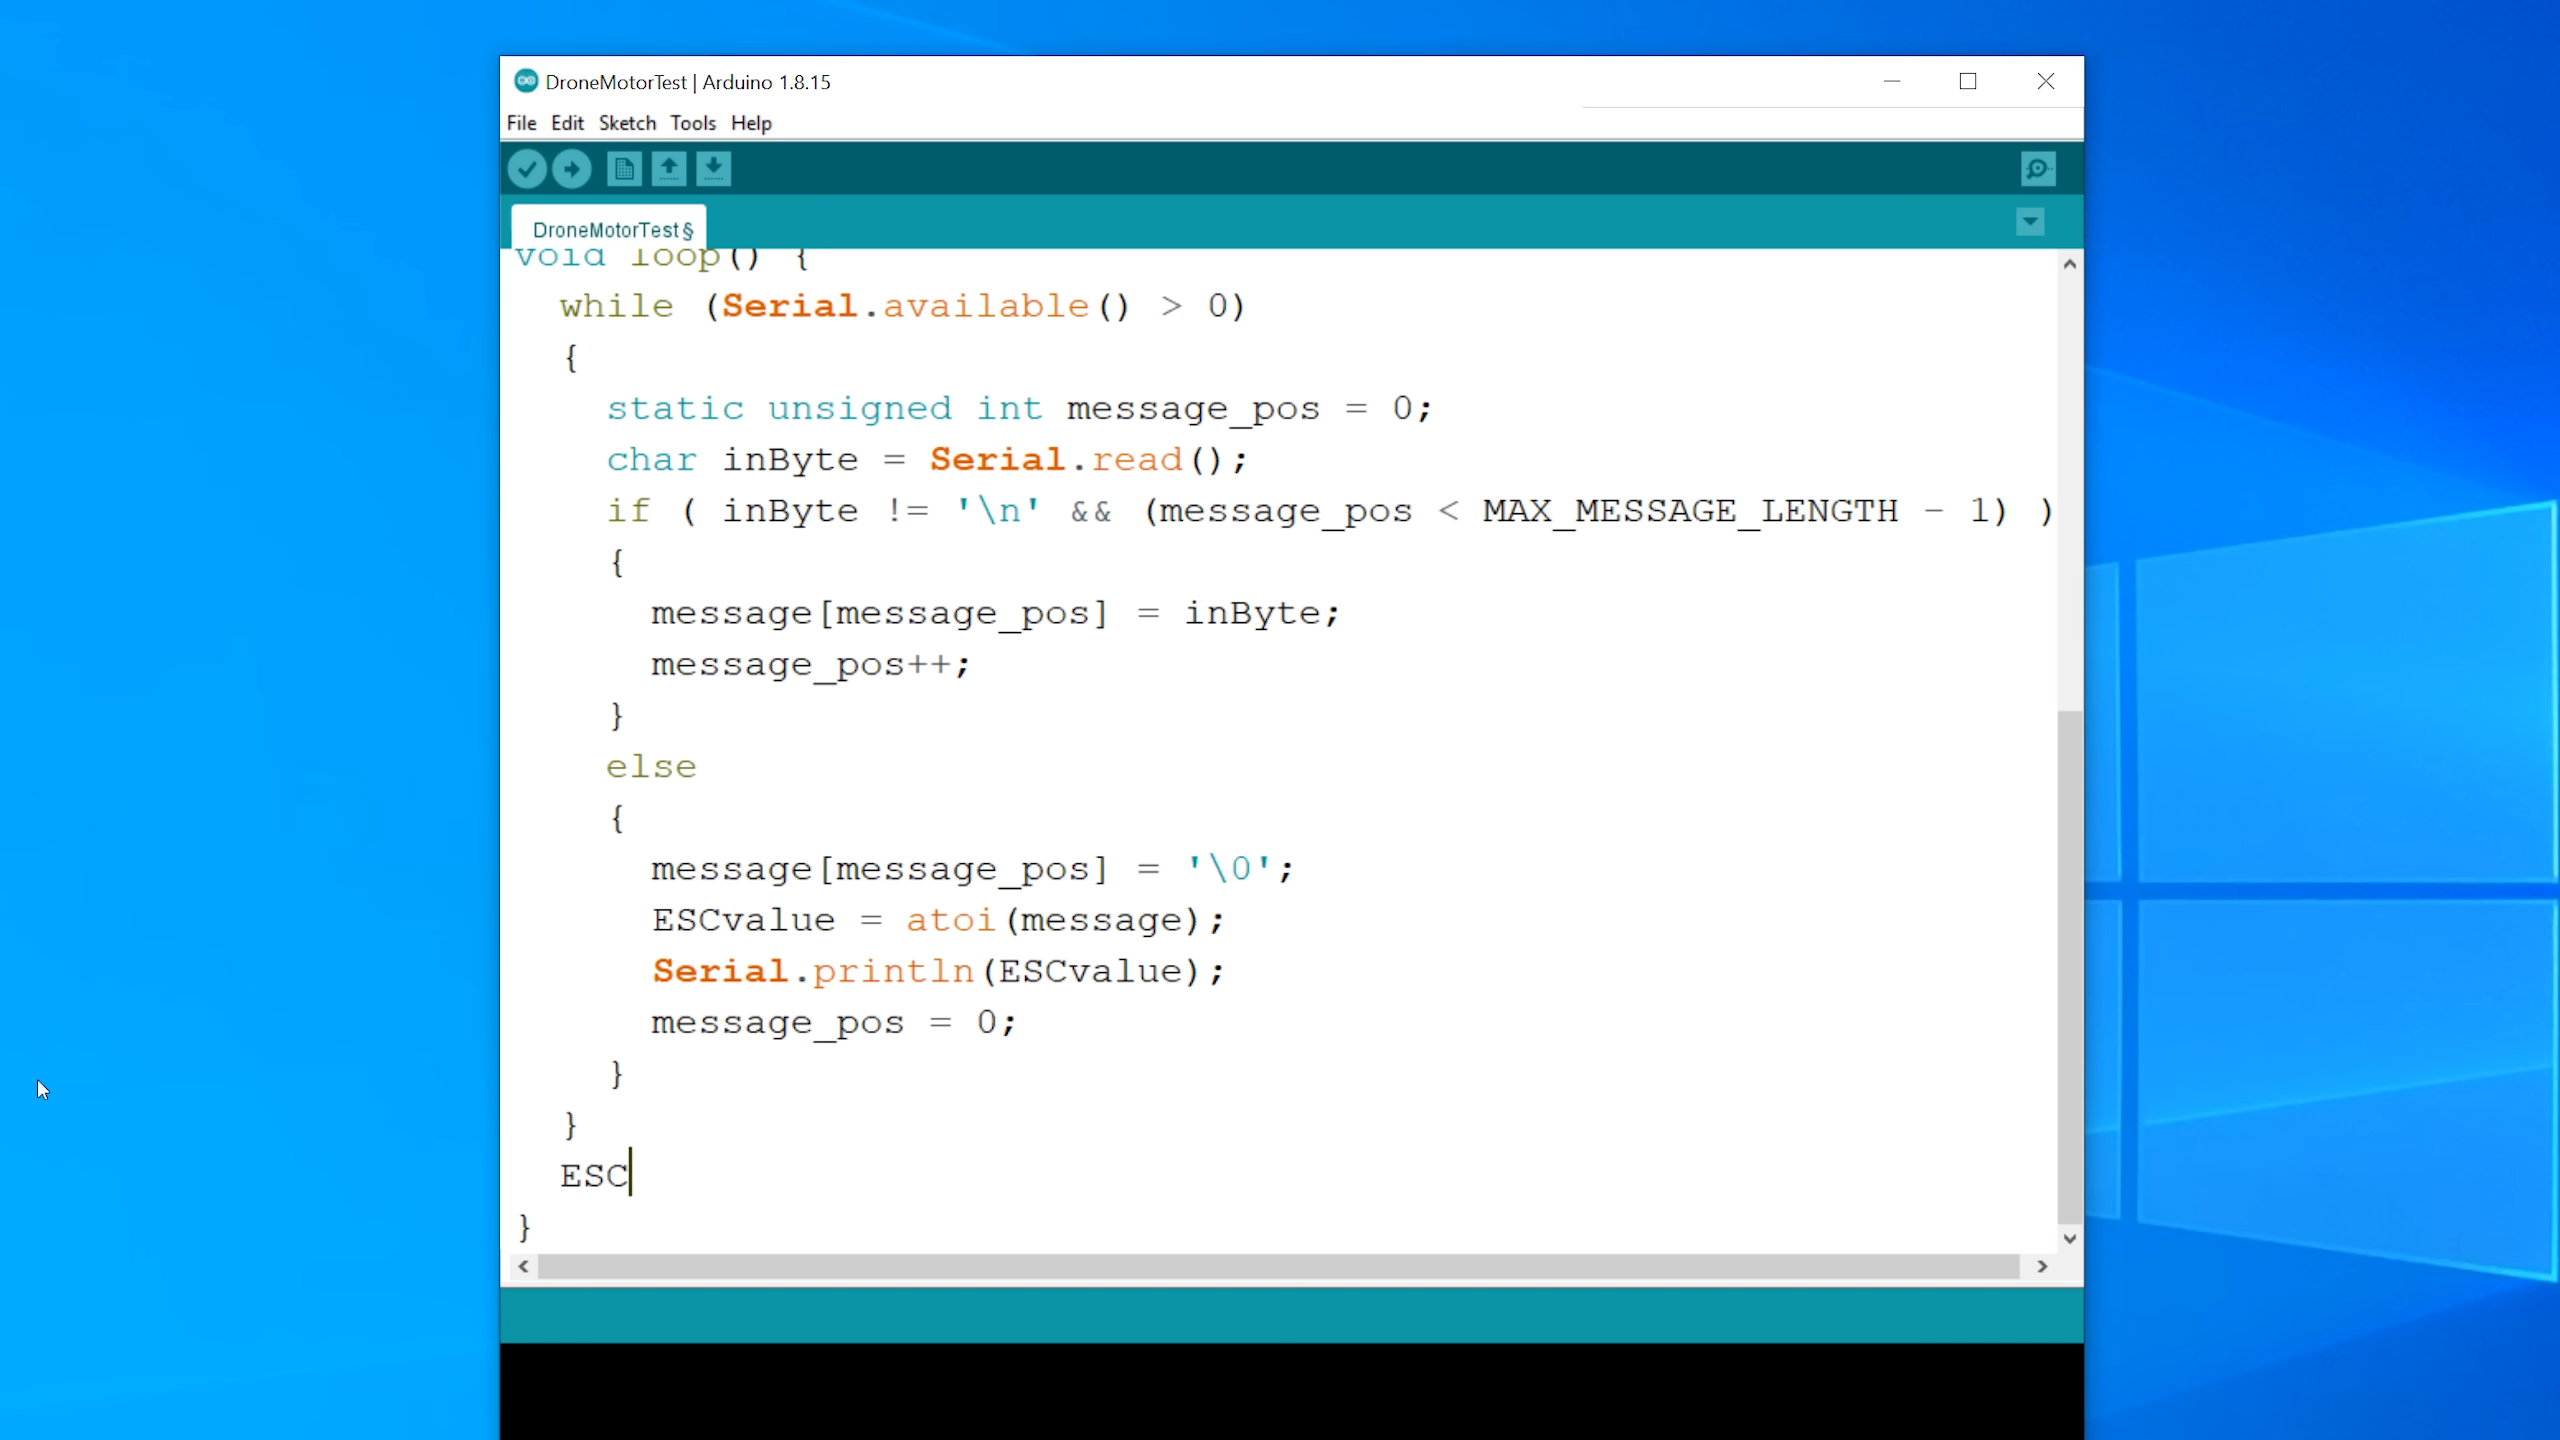 DroneMotorTest | Arduino 1.8.15
File Edit Sketch Tools Help
DroneMotorTest §
void loop() {
while (Serial.available() > 0)
{
static unsigned int message_pos = 0;
char inByte = Serial.read();
if ( inByte != '\n' && (message_pos < MAX_MESSAGE_LENGTH - 1) )
{
message[message_pos] = inByte;
message_pos++;
}
else
{
message[message_pos] = '\0';
ESCvalue = atoi(message);
Serial.println(ESCvalue);
message_pos = 0;
}
}
ESC
}